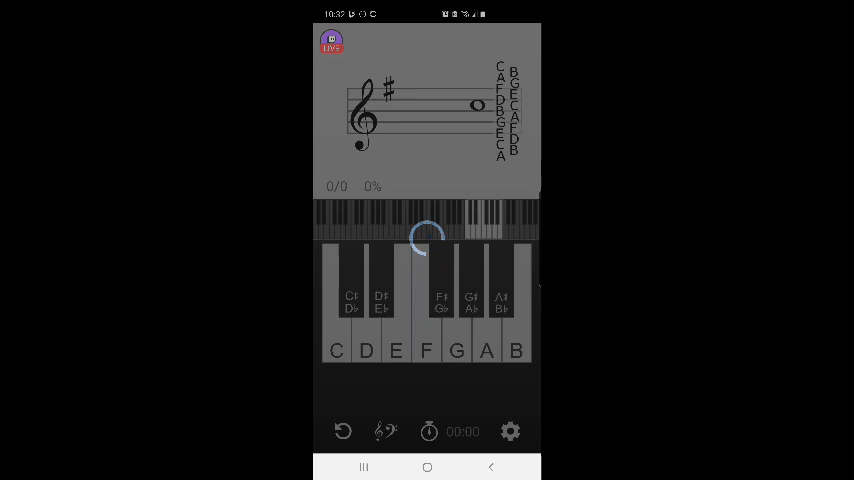 10:32
LIVE
C
B
A
G
F
E
D
C
B
A
G
F
E
D
C
B
A
0/0 0%
C♯ D♯ F♯ G♯ A♯
D♭ E♭ G♭ A♭ B♭
C D E F G A B
00:00